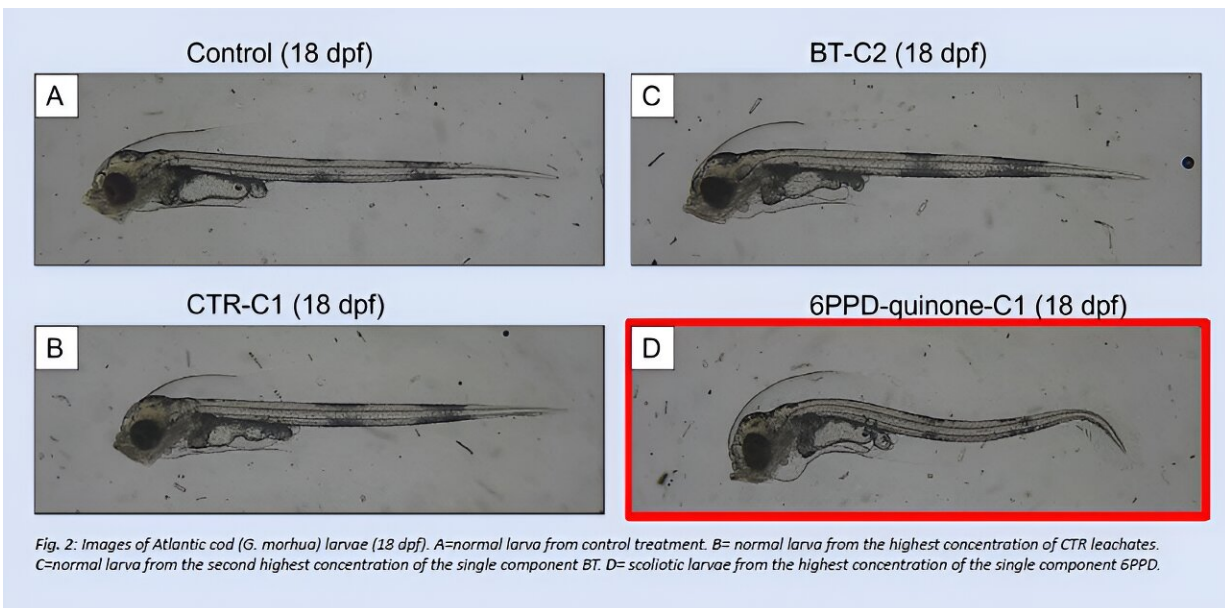 Control (18 dpf)
A
BT-C2 (18 dpf)
C
CTR-C1 (18 dpf)
B
6PPD-quinone-C1 (18 dpf)
D
Fig. 2: Images of Atlantic cod (G. morhua) larvae (18 dpf). A=normal larva from control treatment. B= normal larva from the highest concentration of CTR leachates.
C=normal larva from the second highest concentration of the single component BT. D= scoliotic larvae from the highest concentration of the single component 6PPD.